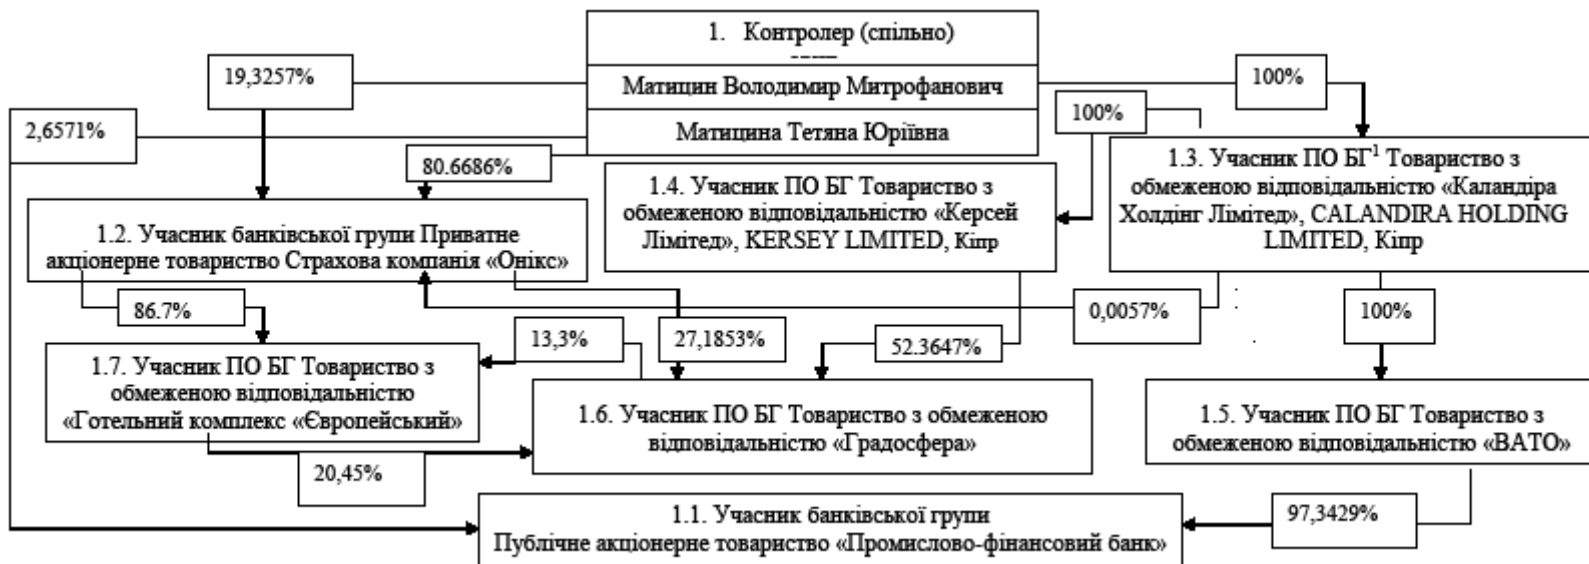 1. Контролер (спільно)
-----
Матицин Володимир Митрофанович
Матицина Тетяна Юріївна
19,3257%
100%
2,6571%
100%
80.6686%
1.2. Учасник банківської групи Приватне
акціонерне товариство Страхова компанія «Онікс»
1.4. Учасник ПО БГ Товариство з
обмеженою відповідальністю «Керсей
Лімітед», KERSEY LIMITED, Кіпр
1.3. Учасник ПО БГ¹ Товариство з
обмеженою відповідальністю «Каландіра
Холдінг Лімітед», CALANDIRA HOLDING
LIMITED, Кіпр
86.7%
13,3%
27,1853%
52.3647%
0,0057%
100%
1.7. Учасник ПО БГ Товариство з
обмеженою відповідальністю
«Готельний комплекс «Європейський»
1.6. Учасник ПО БГ Товариство з обмеженою
відповідальністю «Градосфера»
1.5. Учасник ПО БГ Товариство з
обмеженою відповідальністю «ВАТО»
20,45%
97,3429%
1.1. Учасник банківської групи
Публічне акціонерне товариство «Промислово-фінансовий банк»